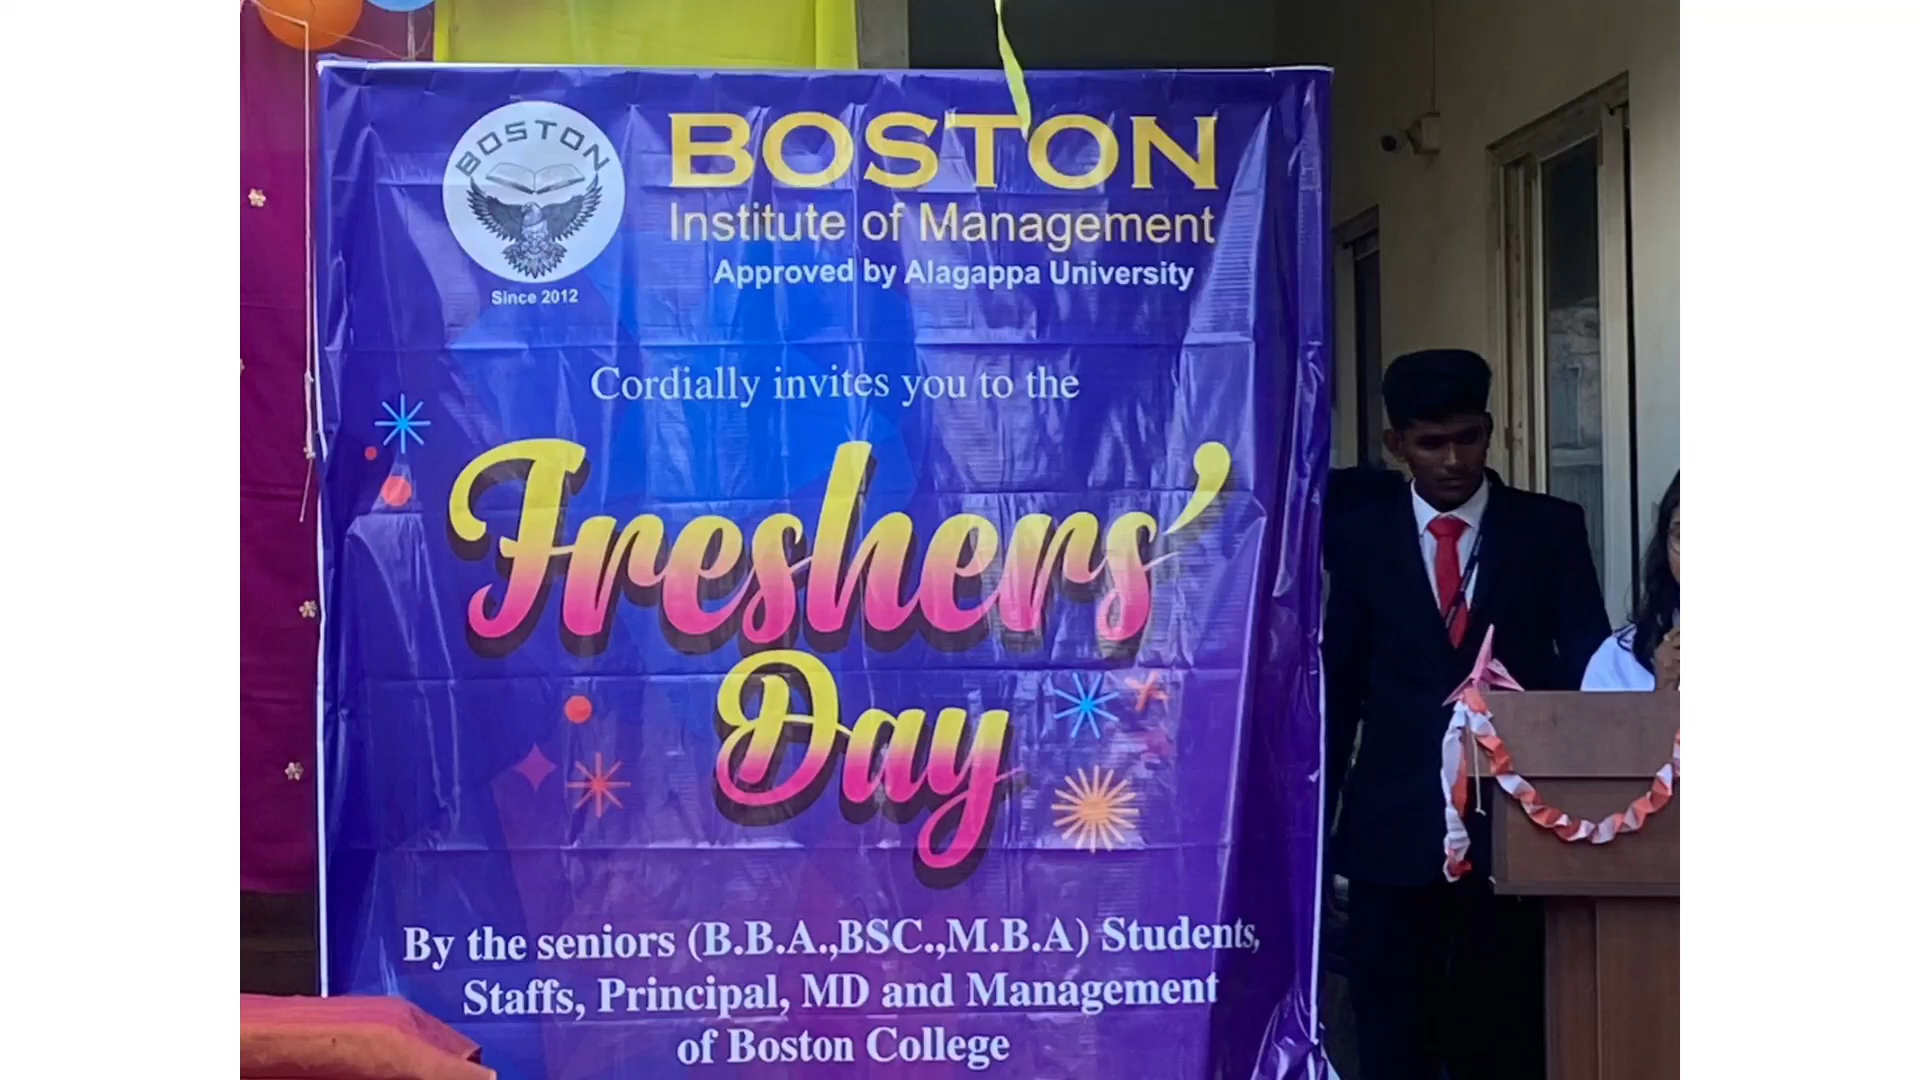 BOSTON
Since 2012
BOSTON
Institute of Management
Approved by Alagappa University
Cordially invites you to the
Freshers'
Day
By the seniors (B.B.A.,BSC.,M.B.A) Students,
Staffs, Principal, MD and Management
of Boston College